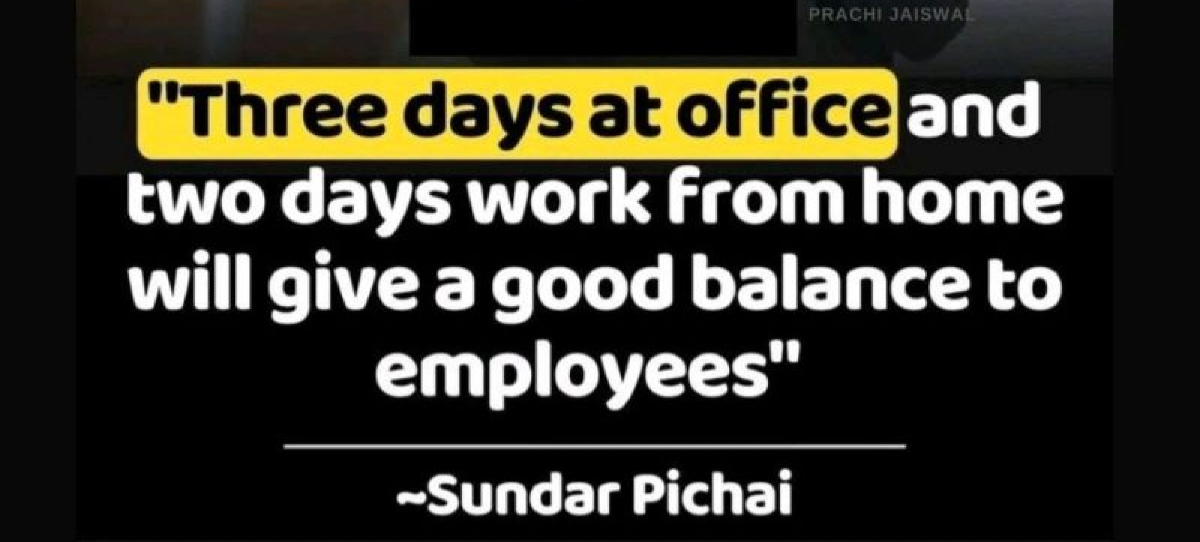 PRACHI JAISWAL
"Three days at office and
two days work from home
will give a good balance to
employees"
~Sundar Pichai